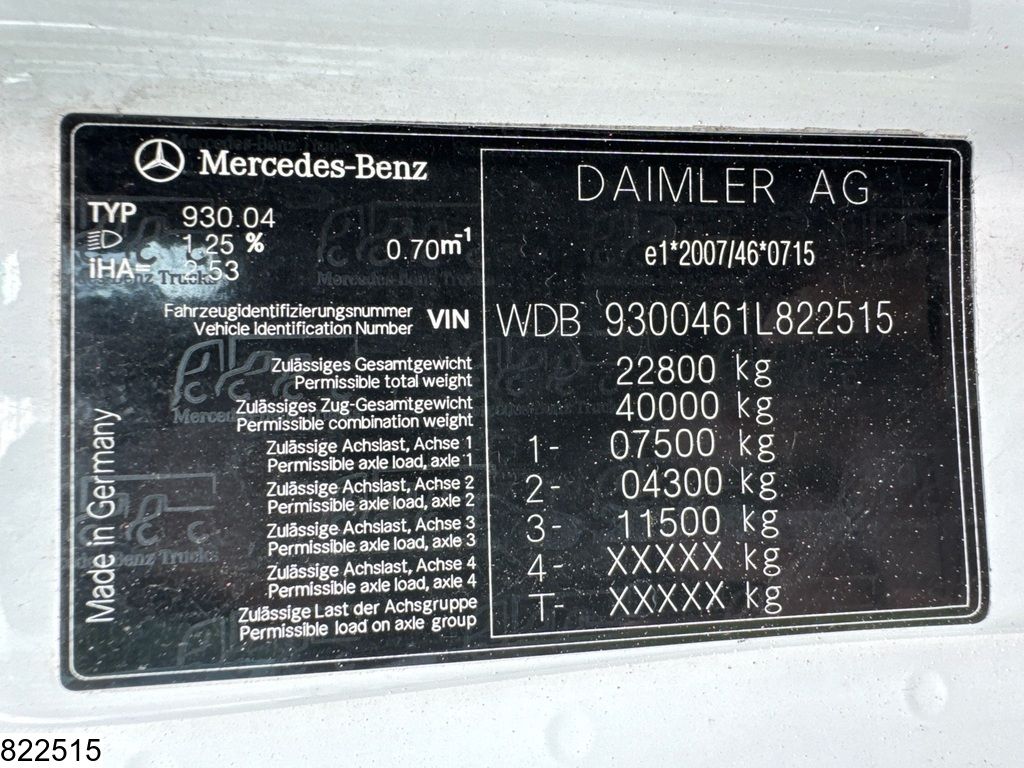 Mercedes-Benz
TYP 930.04
1.25 % 0.70m-1
iHA= 2.53
Fahrzeugidentifizierungsnummer
Vehicle Identification Number VIN
Zulässiges Gesamtgewicht
Permissible total weight
Zulässiges Zug-Gesamtgewicht
Permissible combination weight
Zulässige Achslast, Achse 1
Permissible axle load, axle 1
Zulässige Achslast, Achse 2
Permissible axle load, axle 2
Zulässige Achslast, Achse 3
Permissible axle load, axle 3
Zulässige Achslast, Achse 4
Permissible axle load, axle 4
Zulässige Last der Achsgruppe
Permissible load on axle group
Made in Germany
DAIMLER AG
e1*2007/46*0715
WDB 9300461L822515
22800 kg
40000 kg
1- 07500 kg
2- 04300 kg
3- 11500 kg
4- XXXXX kg
T- XXXXX kg
822515